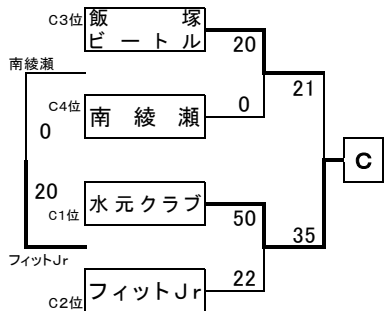 C3位 飯塚
ビートル
20
南綾瀬
21
C4位 南綾瀬 0
0
C
20
C1位 水元クラブ 50
35
フィットJr
C2位 フィットJr 22